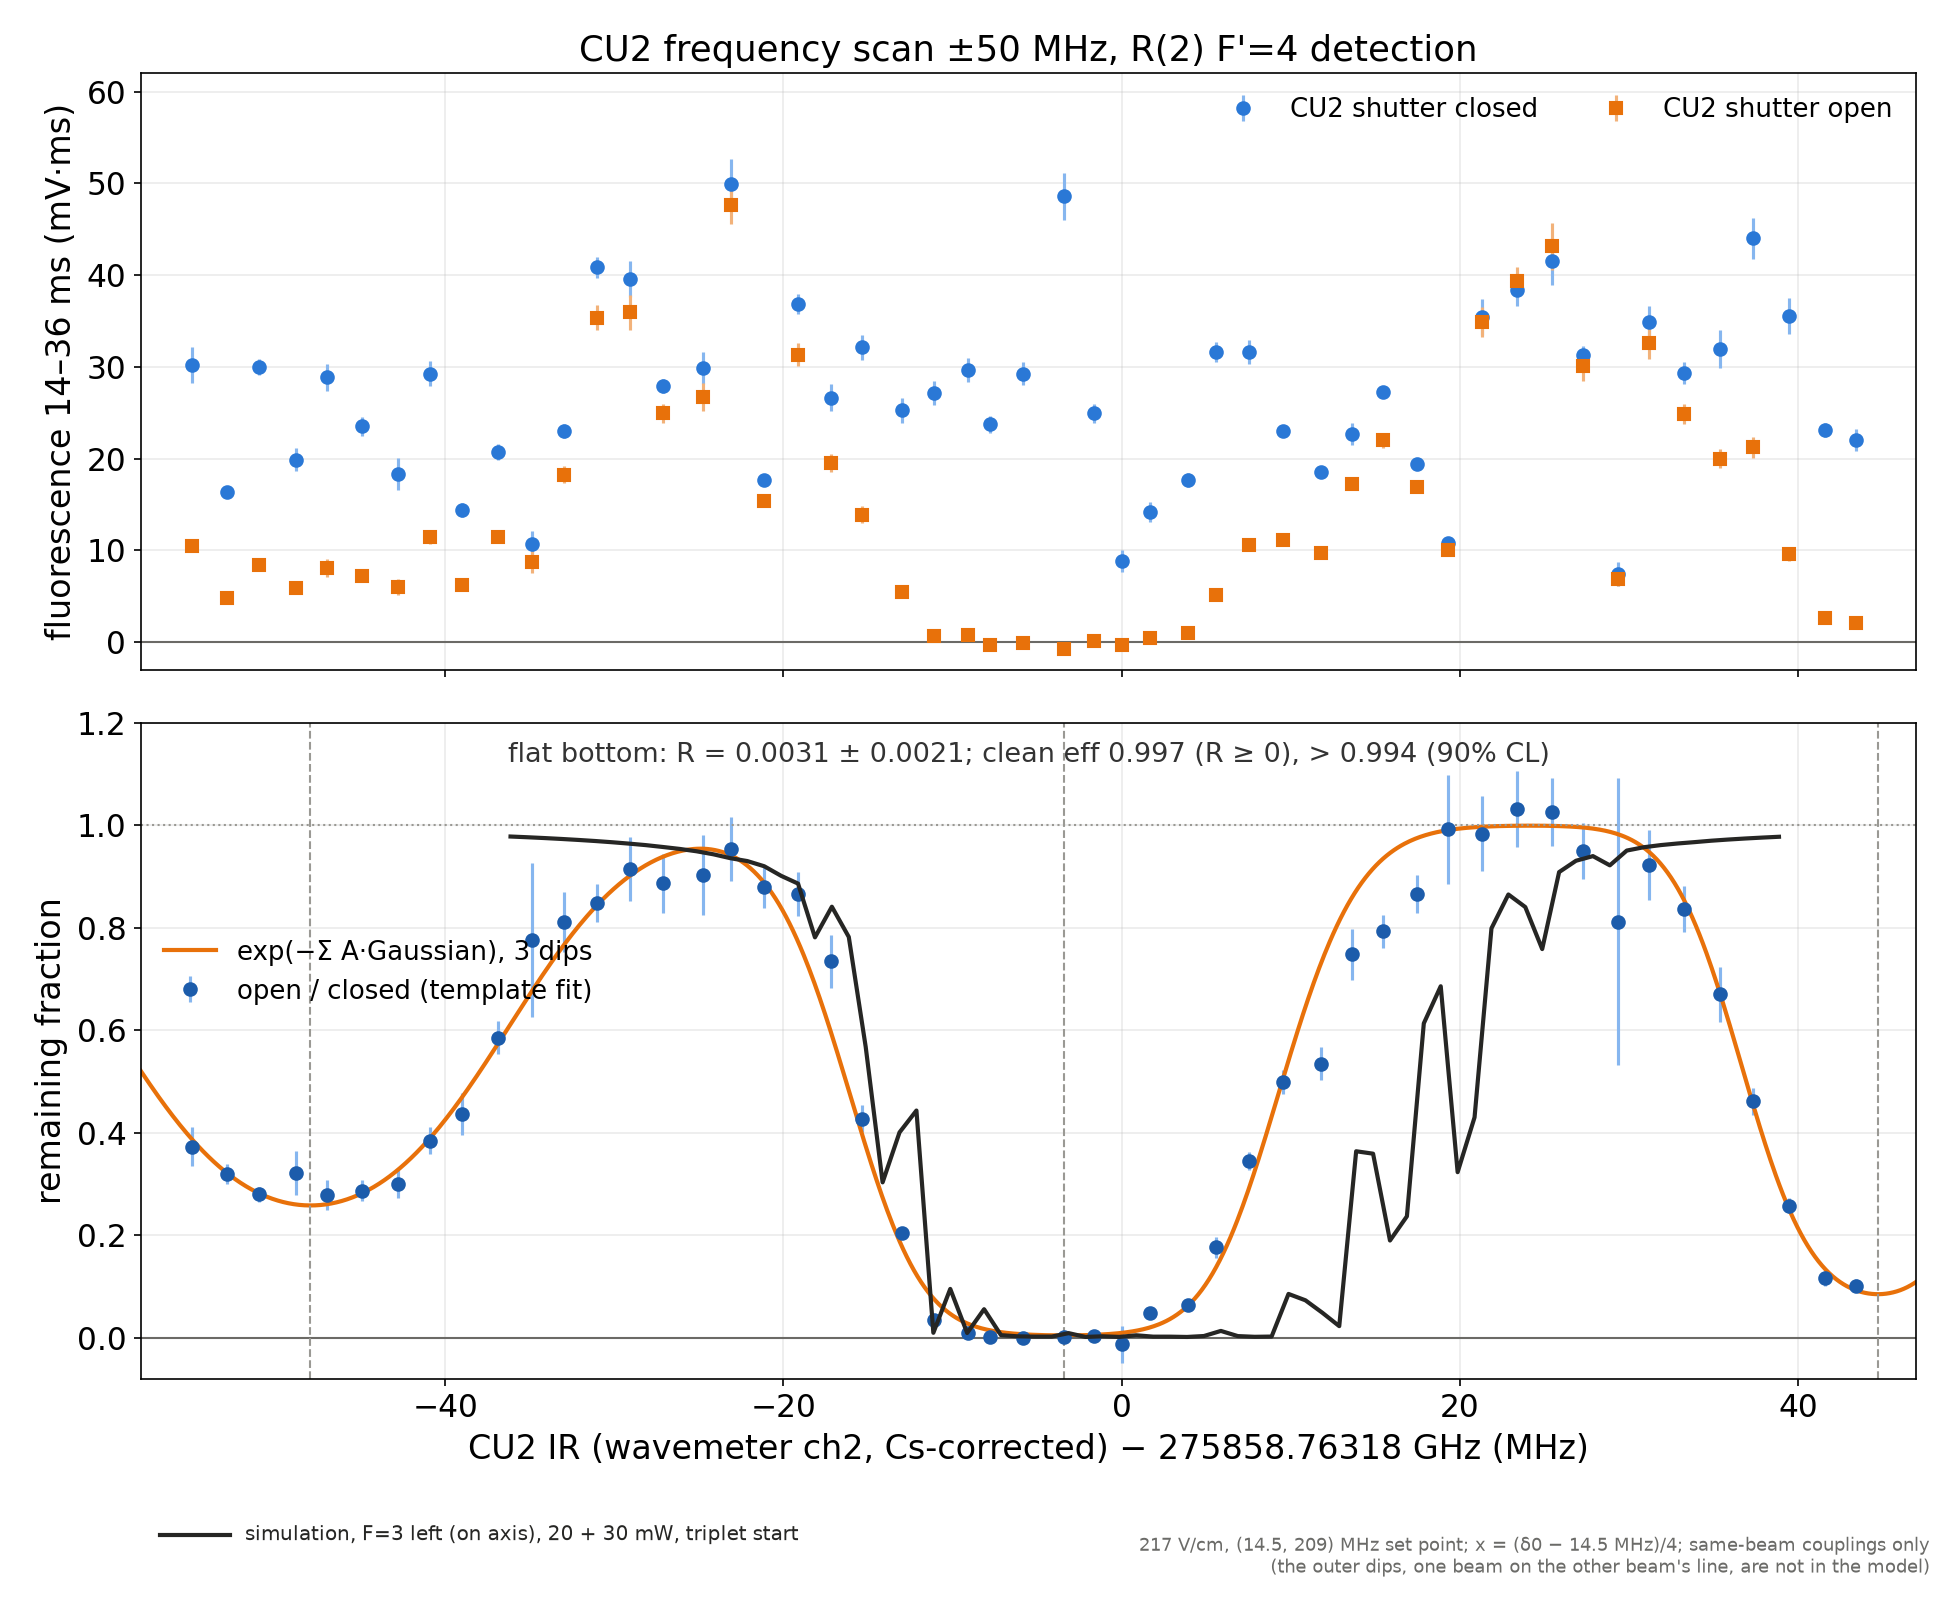 CU2 frequency scan ±50 MHz, R(2) F'=4 detection
fluorescence 14–36 ms (mV·ms)
60
50
40
30
20
10
0
CU2 shutter closed
CU2 shutter open
remaining fraction
1.2
1.0
0.8
0.6
0.4
0.2
0.0
flat bottom: R = 0.0031 ± 0.0021; clean eff 0.997 (R ≥ 0), > 0.994 (90% CL)
exp(−Σ A·Gaussian), 3 dips
open / closed (template fit)
−40
−20
0
20
40
CU2 IR (wavemeter ch2, Cs-corrected) − 275858.76318 GHz (MHz)
simulation, F=3 left (on axis), 20 + 30 mW, triplet start
217 V/cm, (14.5, 209) MHz set point; x = (δ0 − 14.5 MHz)/4; same-beam couplings only
(the outer dips, one beam on the other beam's line, are not in the model)